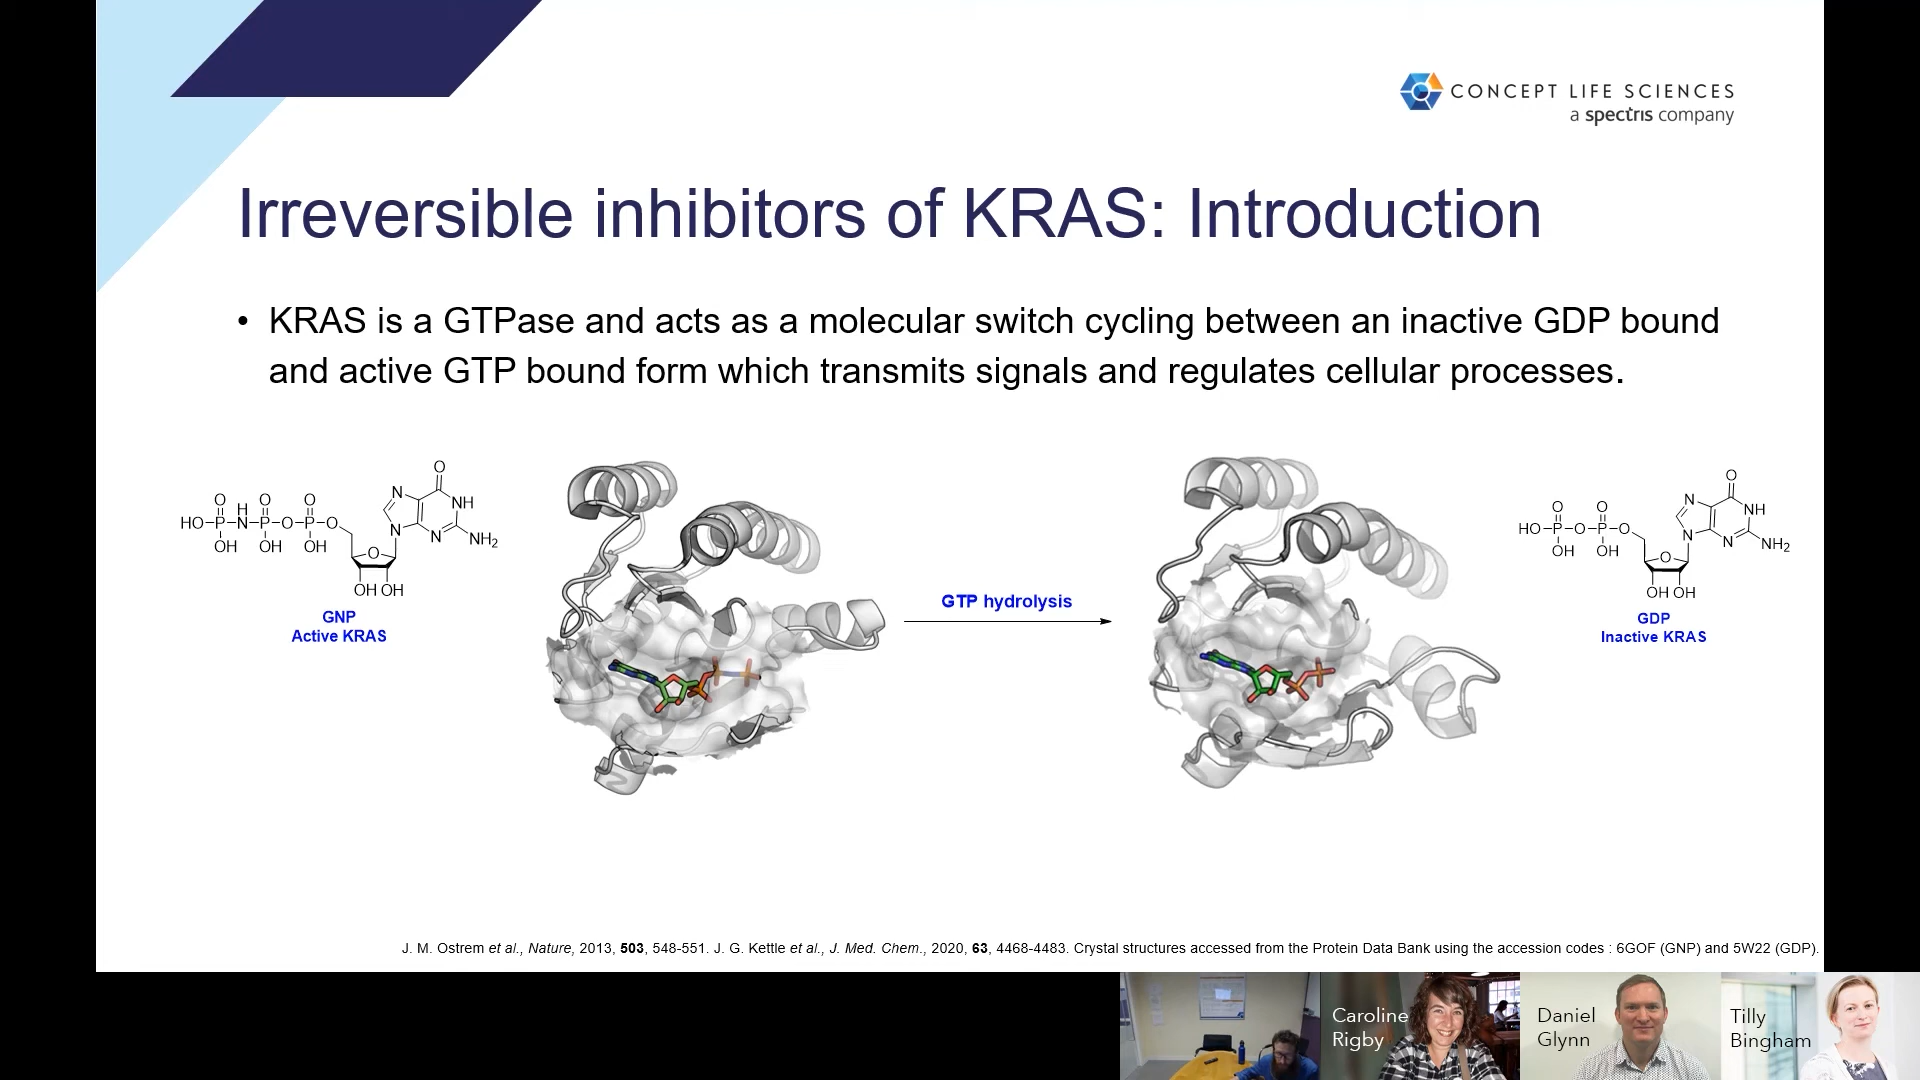 CONCEPT LIFE SCIENCES
a spectris company
Irreversible inhibitors of KRAS: Introduction
• KRAS is a GTPase and acts as a molecular switch cycling between an inactive GDP bound
and active GTP bound form which transmits signals and regulates cellular processes.
O
O H O O N NH
HO P N P O P O
OH OH OH N N NH2
O
OH OH
GNP
Active KRAS
GTP hydrolysis
O
O O N NH
HO P O P O
OH OH N N NH2
O
OH OH
GDP
Inactive KRAS
J. M. Ostrem et al., Nature, 2013, 503, 548-551. J. G. Kettle et al., J. Med. Chem., 2020, 63, 4468-4483. Crystal structures accessed from the Protein Data Bank using the accession codes : 6GOF (GNP) and 5W22 (GDP).
Caroline
Rigby
Daniel
Glynn
Tilly
Bingham